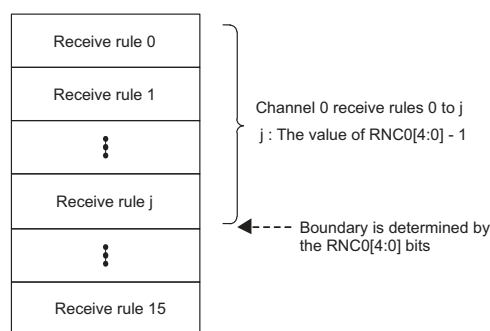 Receive rule 0
Receive rule 1
Receive rule j
Receive rule 15
Channel 0 receive rules 0 to j
j : The value of RNC0[4:0] - 1
Boundary is determined by
the RNC0[4:0] bits